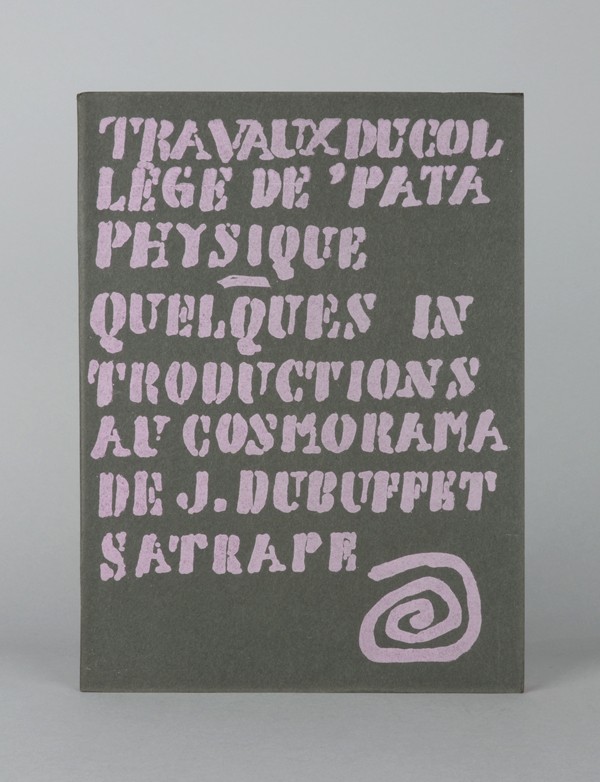 TRAVAUX DU COL
LÈGE DE 'PATA
PHYSIQUE
QUELQUES IN
TRODUCTIONS
AU COSMORAMA
DE J. DUBUFFET
SATRAPE